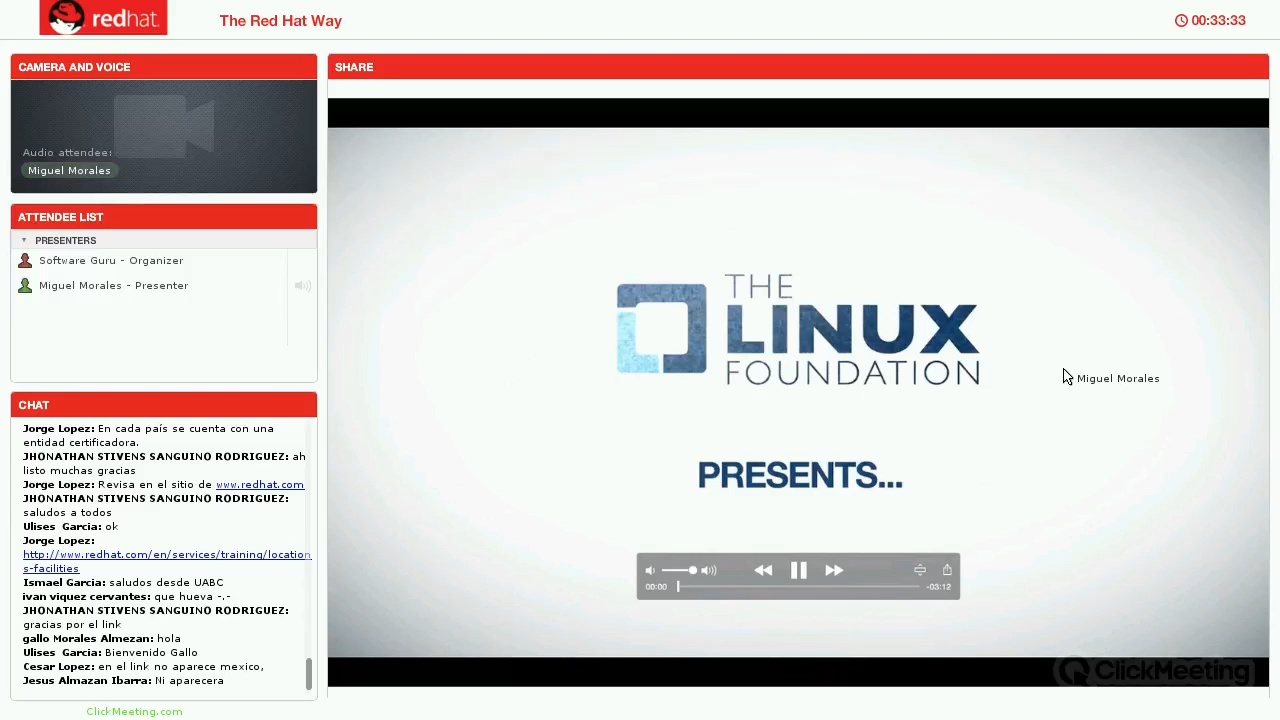 redhat.
The Red Hat Way
00:33:33
CAMERA AND VOICE
Audio attendee:
Miguel Morales
ATTENDEE LIST
PRESENTERS
Software Guru - Organizer
Miguel Morales - Presenter
CHAT
Jorge Lopez: En cada país se cuenta con una
entidad certificadora.
JHONATHAN STIVENS SANGUINO RODRIGUEZ: ah
listo muchas gracias
Jorge Lopez: Revisa en el sitio de www.redhat.com
JHONATHAN STIVENS SANGUINO RODRIGUEZ:
saludos a todos
Ulises Garcia: ok
Jorge Lopez:
http://www.redhat.com/en/services/training/location
s-facilities
Ismael Garcia: saludos desde UABC
ivan viquez cervantes: que hueva -.-
JHONATHAN STIVENS SANGUINO RODRIGUEZ:
gracias por el link
gallo Morales Almezan: hola
Ulises Garcia: Bienvenido Gallo
Cesar Lopez: en el link no aparece mexico,
Jesus Almazan Ibarra: Ni aparecera
ClickMeeting.com
SHARE
THE
LINUX
FOUNDATION
Miguel Morales
PRESENTS...
00:00
-03:12
ClickMeeting